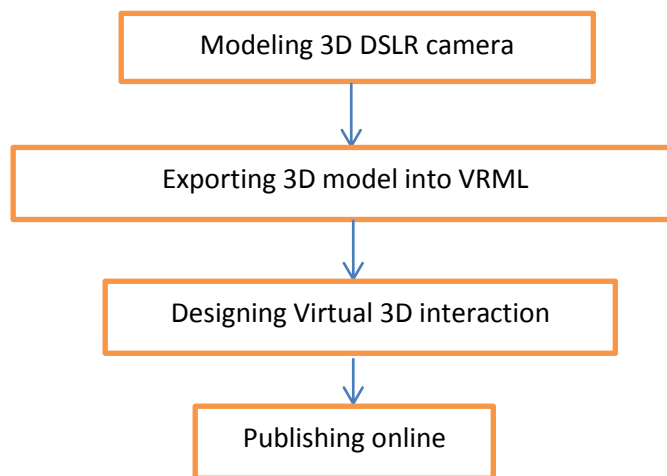 Modeling 3D DSLR camera
Exporting 3D model into VRML
Designing Virtual 3D interaction
Publishing online